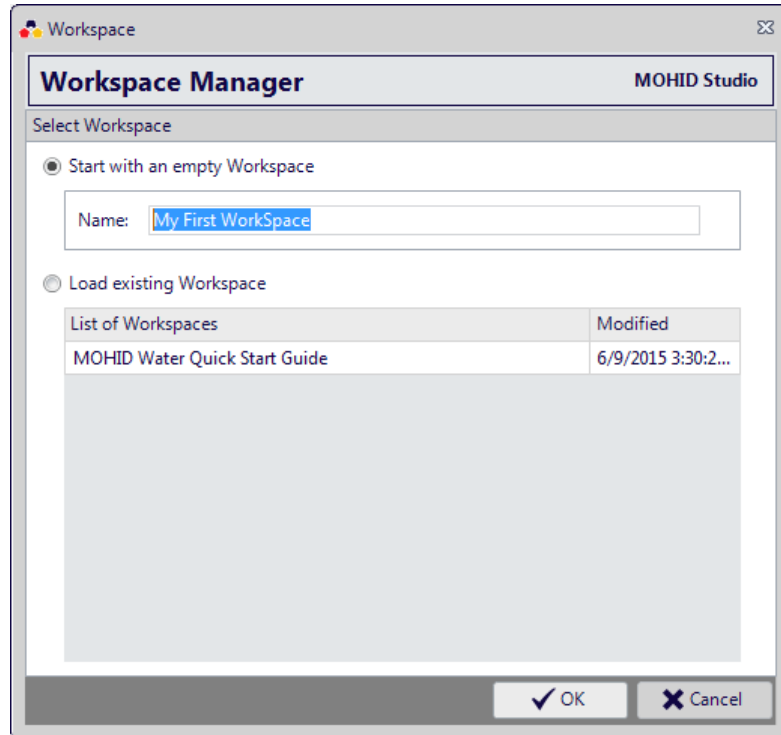 Workspace
Workspace Manager MOHID Studio
Select Workspace
Start with an empty Workspace
Name: My First WorkSpace
Load existing Workspace
List of Workspaces Modified
MOHID Water Quick Start Guide 6/9/2015 3:30:2...
OK Cancel